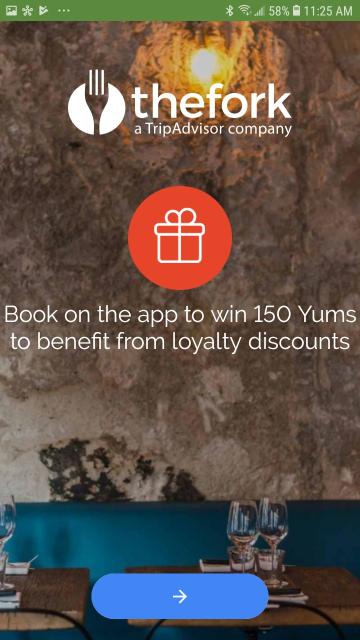 58% 11:25 AM
thefork
a TripAdvisor company
Book on the app to win 150 Yums
to benefit from loyalty discounts